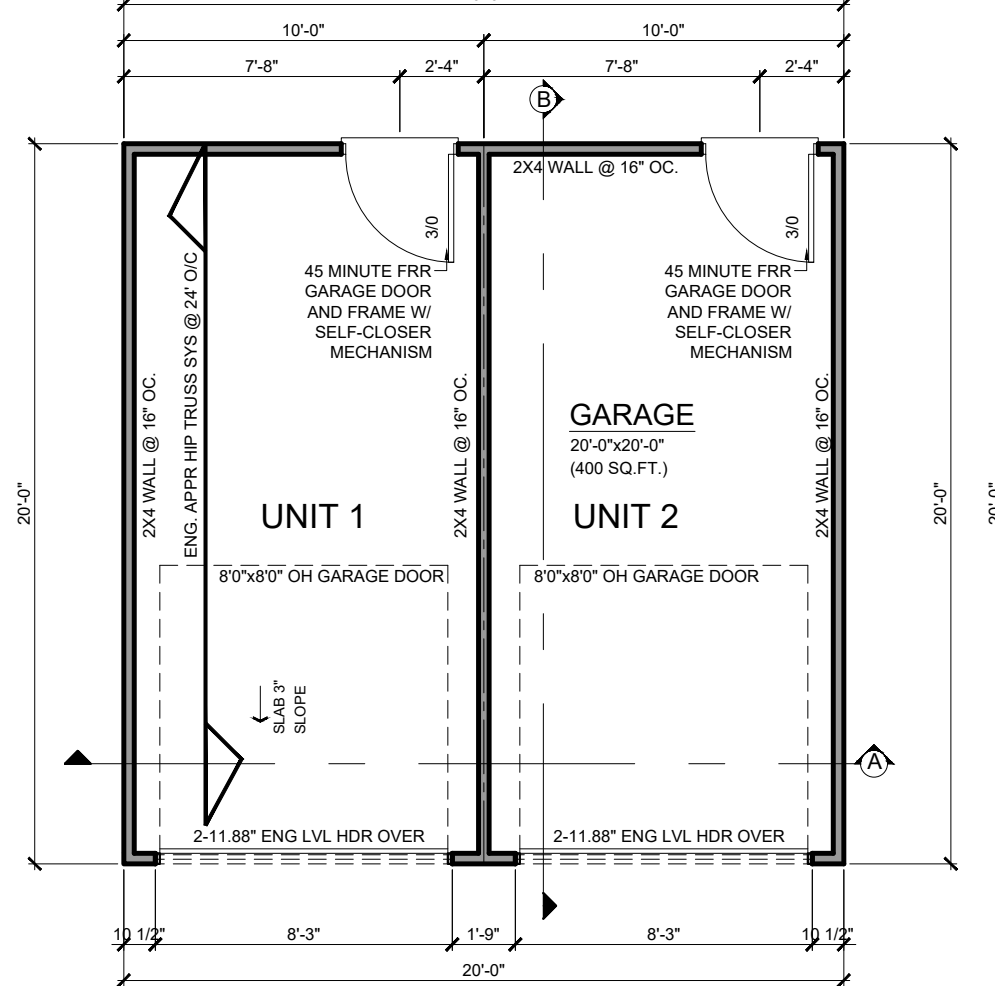 10'-0"
10'-0"
7'-8"
2'-4"
7'-8"
2'-4"
B
2X4 WALL @ 16" OC.
3/0
3/0
45 MINUTE FRR
GARAGE DOOR
AND FRAME W/
SELF-CLOSER
MECHANISM
45 MINUTE FRR
GARAGE DOOR
AND FRAME W/
SELF-CLOSER
MECHANISM
20'-0"
2X4 WALL @ 16" OC.
ENG. APPR HIP TRUSS SYS @ 24' O/C
2X4 WALL @ 16" OC.
GARAGE
20'-0"x20'-0"
(400 SQ.FT.)
2X4 WALL @ 16" OC.
20'-0"
UNIT 1
UNIT 2
8'0"x8'0" OH GARAGE DOOR
8'0"x8'0" OH GARAGE DOOR
SLAB 3"
SLOPE
A
2-11.88" ENG LVL HDR OVER
2-11.88" ENG LVL HDR OVER
10 1/2"
8'-3"
1'-9"
8'-3"
10 1/2"
20'-0"